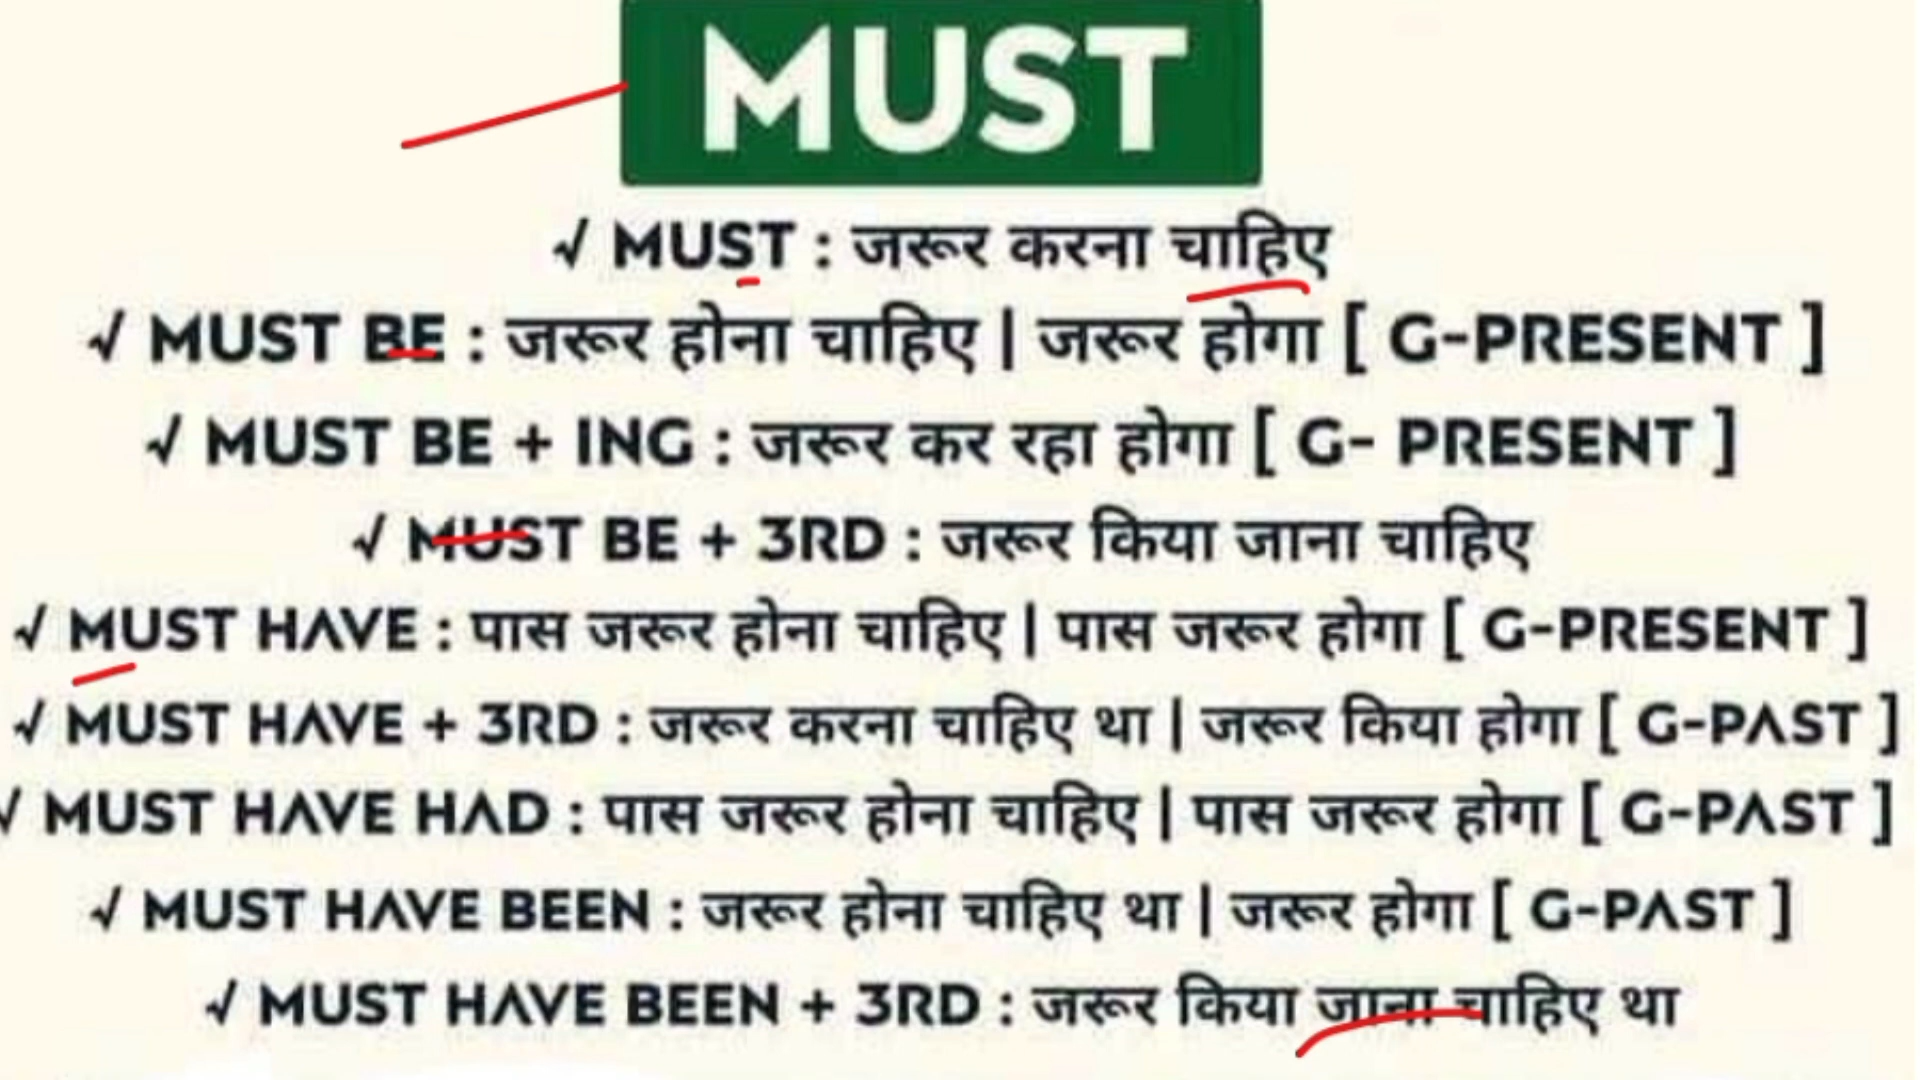 MUST
√ MUST : जरूर करना चाहिए
√ MUST BE : जरूर होना चाहिए | जरूर होगा [ G-PRESENT ]
√ MUST BE + ING : जरूर कर रहा होगा [ G- PRESENT ]
√ MUST BE + 3RD : जरूर किया जाना चाहिए
√ MUST HAVE : पास जरूर होना चाहिए | पास जरूर होगा [ G-PRESENT ]
√ MUST HAVE + 3RD : जरूर करना चाहिए था | जरूर किया होगा [ G-PAST ]
√ MUST HAVE HAD : पास जरूर होना चाहिए | पास जरूर होगा [ G-PAST ]
√ MUST HAVE BEEN : जरूर होना चाहिए था | जरूर होगा [ G-PAST ]
√ MUST HAVE BEEN + 3RD : जरूर किया जाना चाहिए था